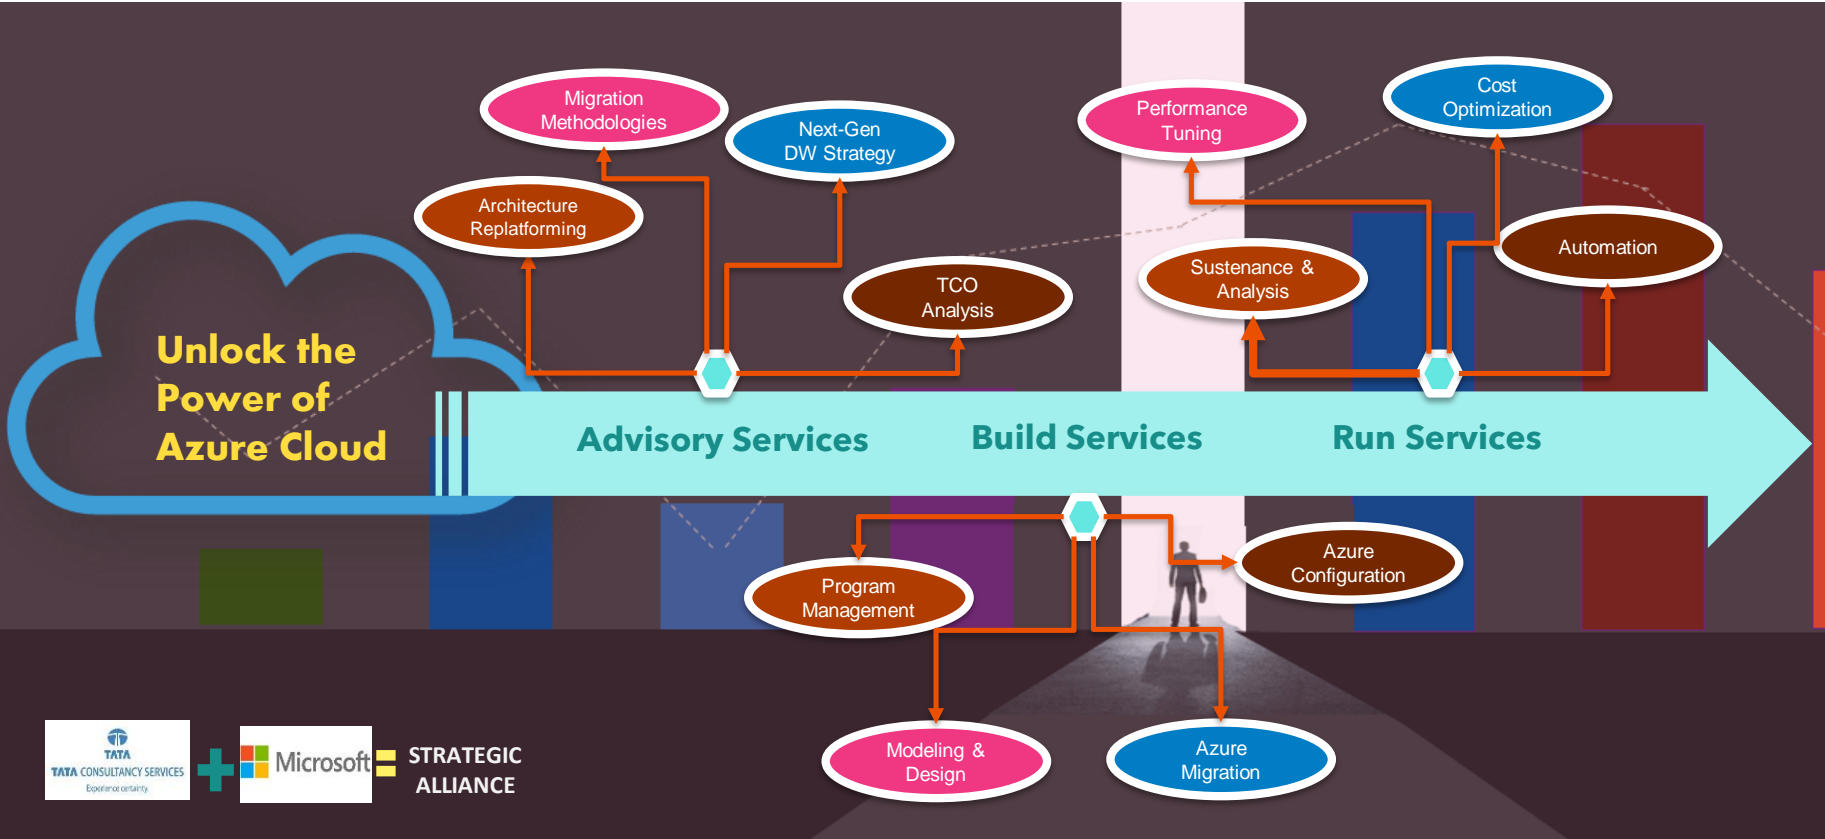 Migration
Methodologies
Next-Gen
DW Strategy
Architecture
Replatforming
TCO
Analysis
Performance
Tuning
Cost
Optimization
Sustenance &
Analysis
Automation
Unlock the
Power of
Azure Cloud
Advisory Services
Build Services
Run Services
Program
Management
Azure
Configuration
Modeling &
Design
Azure
Migration
TATA
TATA CONSULTANCY SERVICES
Experience certainty.
+
Microsoft
=
STRATEGIC
ALLIANCE